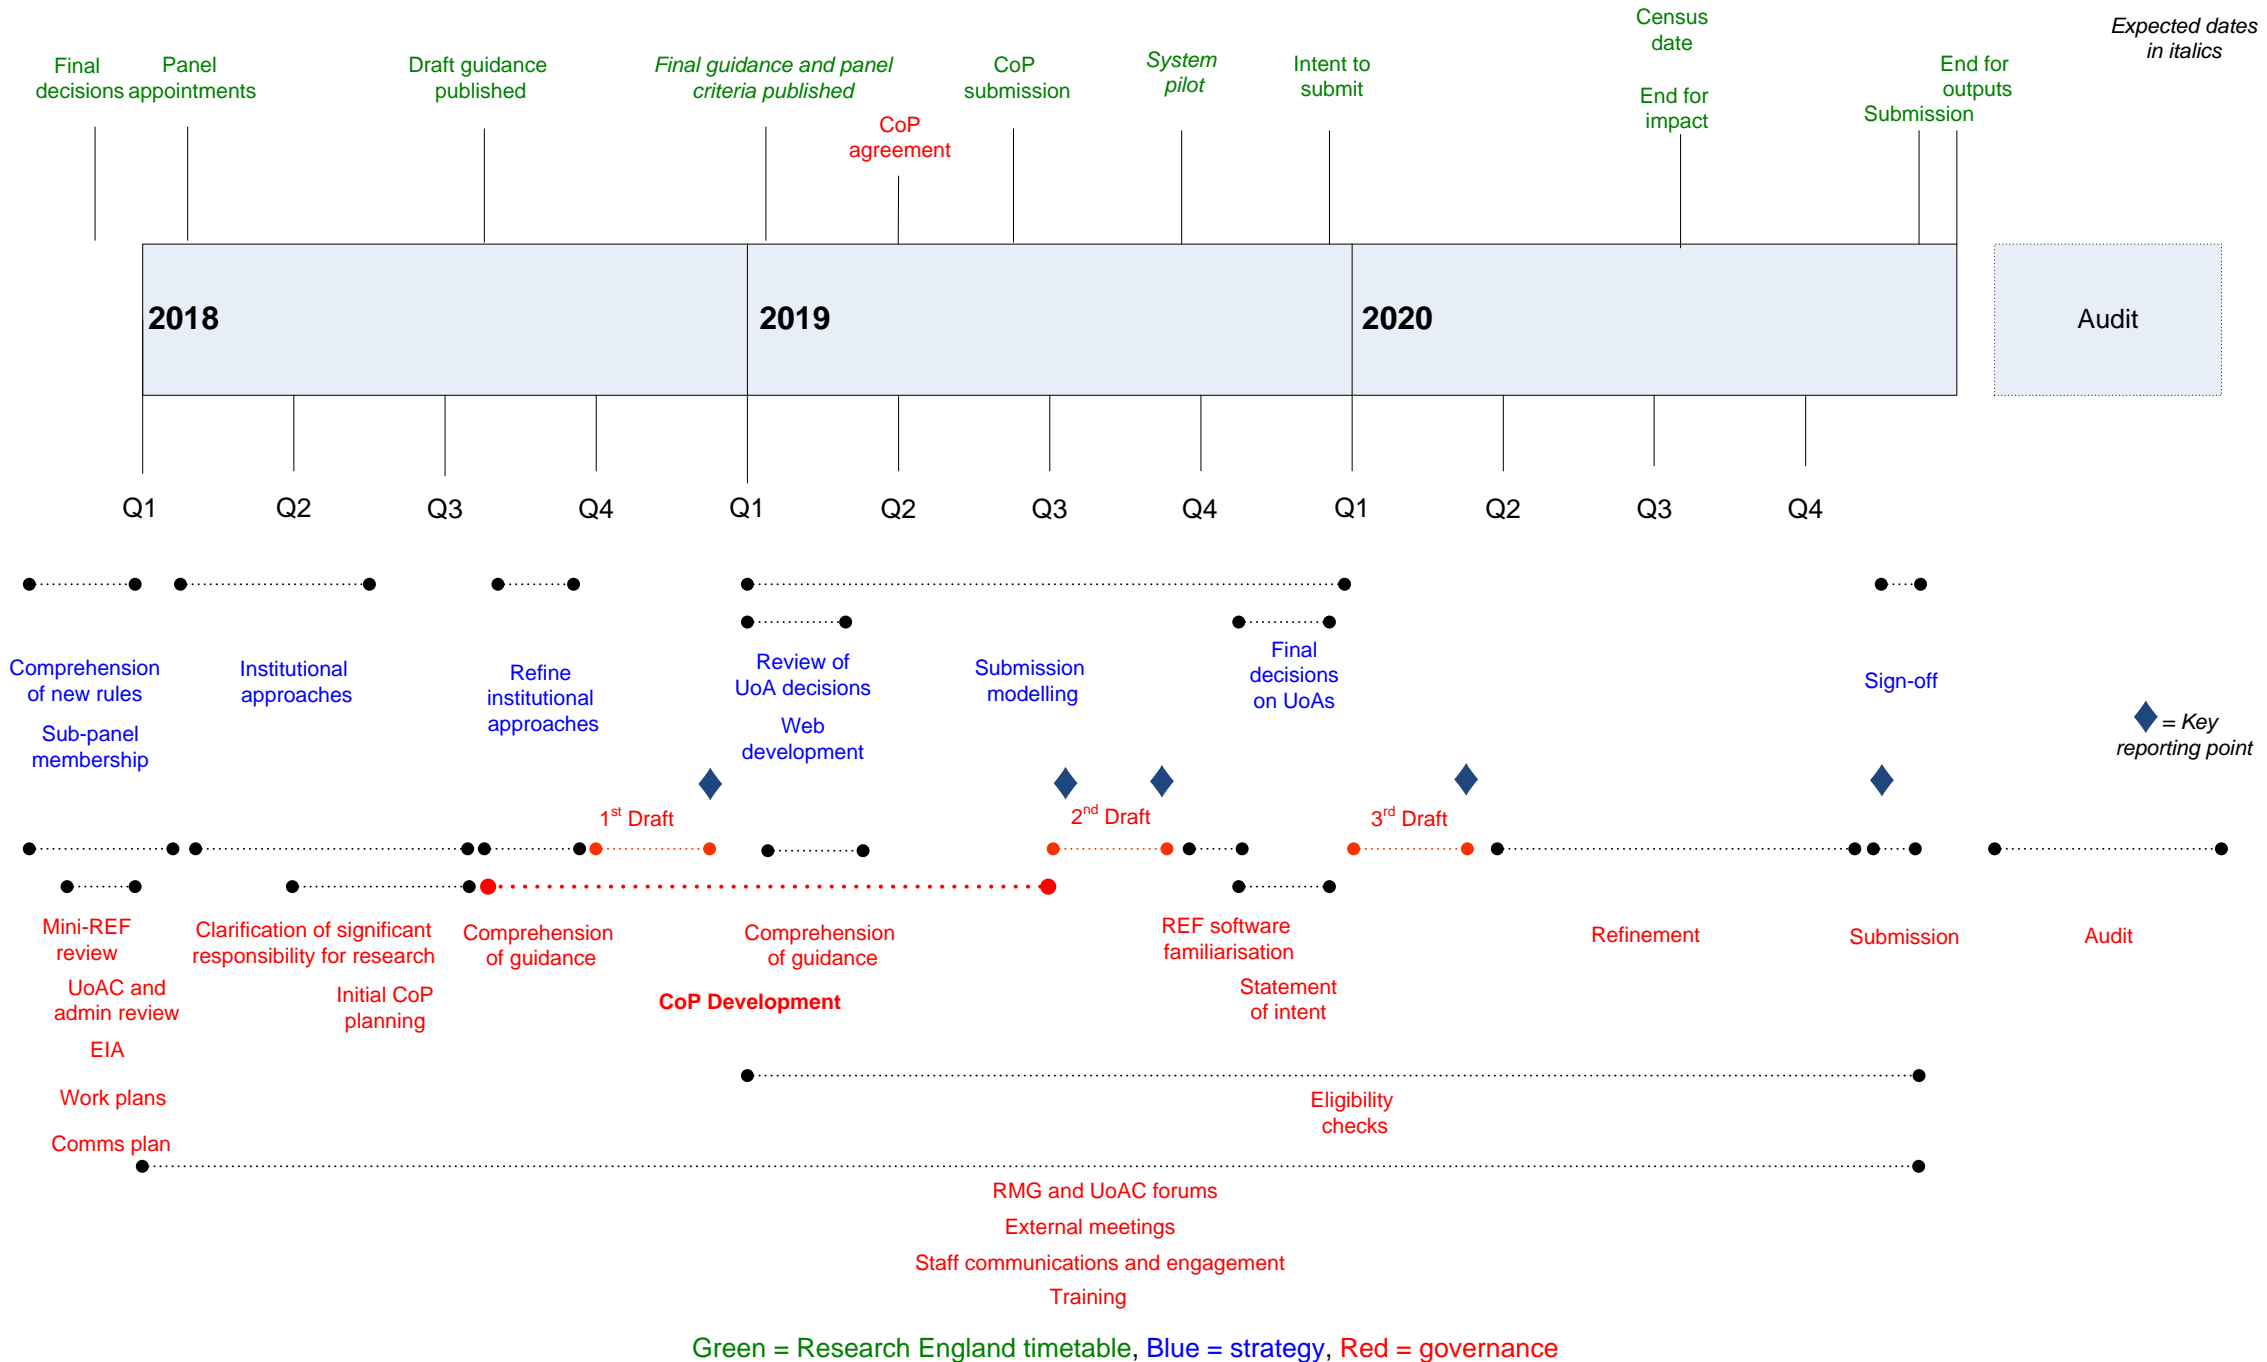 Final
decisions
Panel
appointments
Draft guidance
published
Final guidance and panel
criteria published
CoP
agreement
CoP
submission
System
pilot
Intent to
submit
Census
date
End for
impact
Submission
End for
outputs
Expected dates
in italics
2018
2019
2020
Audit
Q1
Q2
Q3
Q4
Q1
Q2
Q3
Q4
Q1
Q2
Q3
Q4
Comprehension
of new rules
Sub-panel
membership
Institutional
approaches
Refine
institutional
approaches
Review of
UoA decisions
Web
development
Submission
modelling
Final
decisions
on UoAs
Sign-off
= Key
reporting point
1st Draft
2nd Draft
3rd Draft
Mini-REF
review
UoAC and
admin review
EIA
Work plans
Comms plan
Clarification of significant
responsibility for research
Initial CoP
planning
Comprehension
of guidance
CoP Development
Comprehension
of guidance
REF software
familiarisation
Statement
of intent
Refinement
Submission
Audit
Eligibility
checks
RMG and UoAC forums
External meetings
Staff communications and engagement
Training
Green = Research England timetable, Blue = strategy, Red = governance